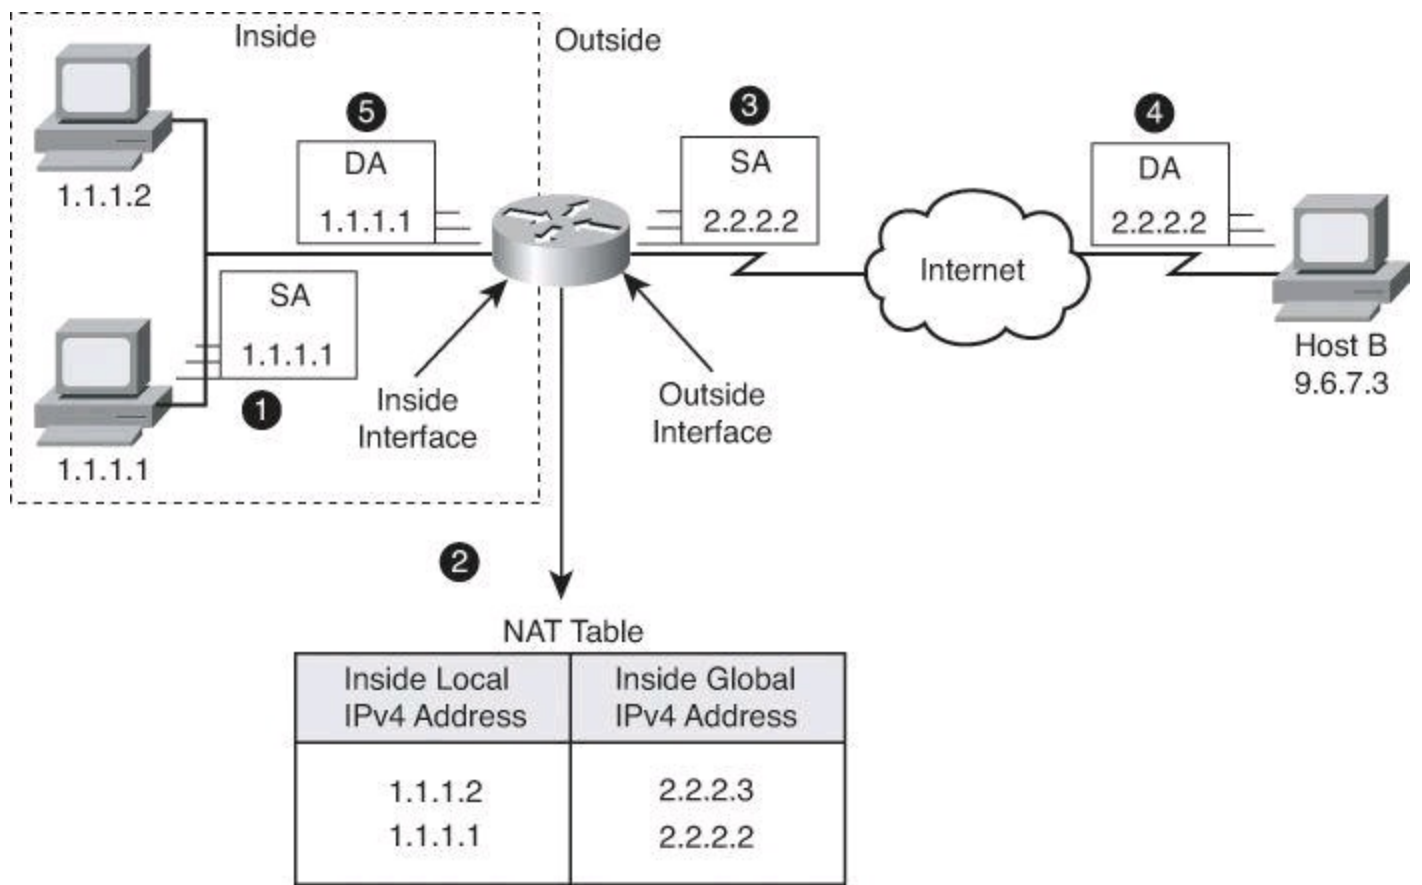 Inside
Outside
5
3
4
DA
1.1.1.1
SA
2.2.2.2
DA
2.2.2.2
1.1.1.2
Internet
SA
1.1.1.1
1
1.1.1.1
Inside
Interface
Outside
Interface
Host B
9.6.7.3
2
NAT Table
Inside Local
IPv4 Address
Inside Global
IPv4 Address
1.1.1.2
2.2.2.3
1.1.1.1
2.2.2.2